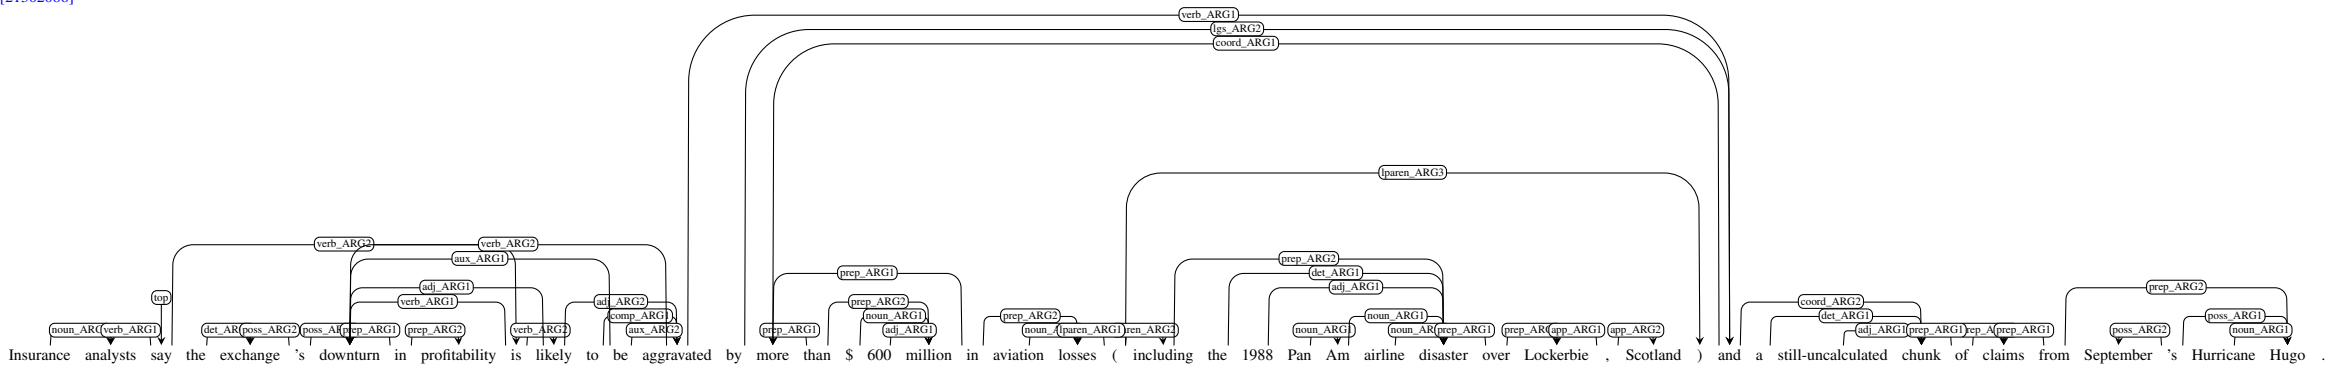 verb_ARG1
lgs_ARG2
coord_ARG1
lparen_ARG3
verb_ARG2 verb_ARG2
aux_ARG1 prep_ARG2
prep_ARG1 det_ARG1
adj_ARG1 adj_ARG1 prep_ARG2
top verb_ARG1 adj_ARG2 prep_ARG2 coord_ARG2
comp_ARG1 noun_ARG1 prep_ARG2 noun_ARG1 det_ARG1 poss_ARG1
verb_ARG1 poss_ARG2 prep_ARG1 prep_ARG2 verb_ARG2 aux_ARG2 prep_ARG1 adj_ARG1 lparen_ARG1 noun_ARG1 prep_ARG1 app_ARG1 app_ARG2 adj_ARG1 prep_ARG1 prep_ARG1 poss_ARG2 noun_ARG1
Insurance analysts say the exchange 's downturn in profitability is likely to be aggravated by more than $ 600 million in aviation losses ( including the 1988 Pan Am airline disaster over Lockerbie , Scotland ) and a still-uncalculated chunk of claims from September 's Hurricane Hugo .